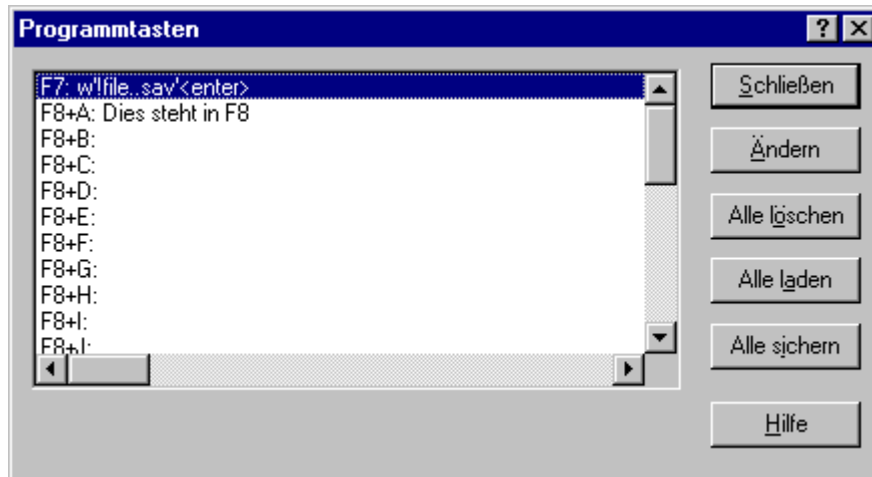 Programmtasten
F7: w'!file..sav'<enter>
F8+A: Dies steht in F8
F8+B:
F8+C:
F8+D:
F8+E:
F8+F:
F8+G:
F8+H:
F8+I:
F8+J:
Schließen
Ändern
Alle löschen
Alle laden
Alle sichern
Hilfe